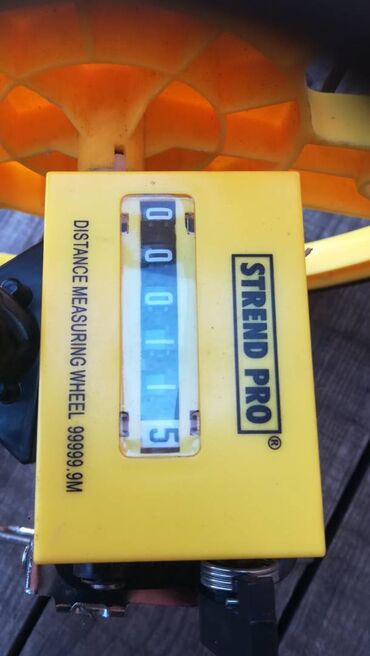 STREND PRO®
000115
DISTANCE MEASURING WHEEL 99999.9M